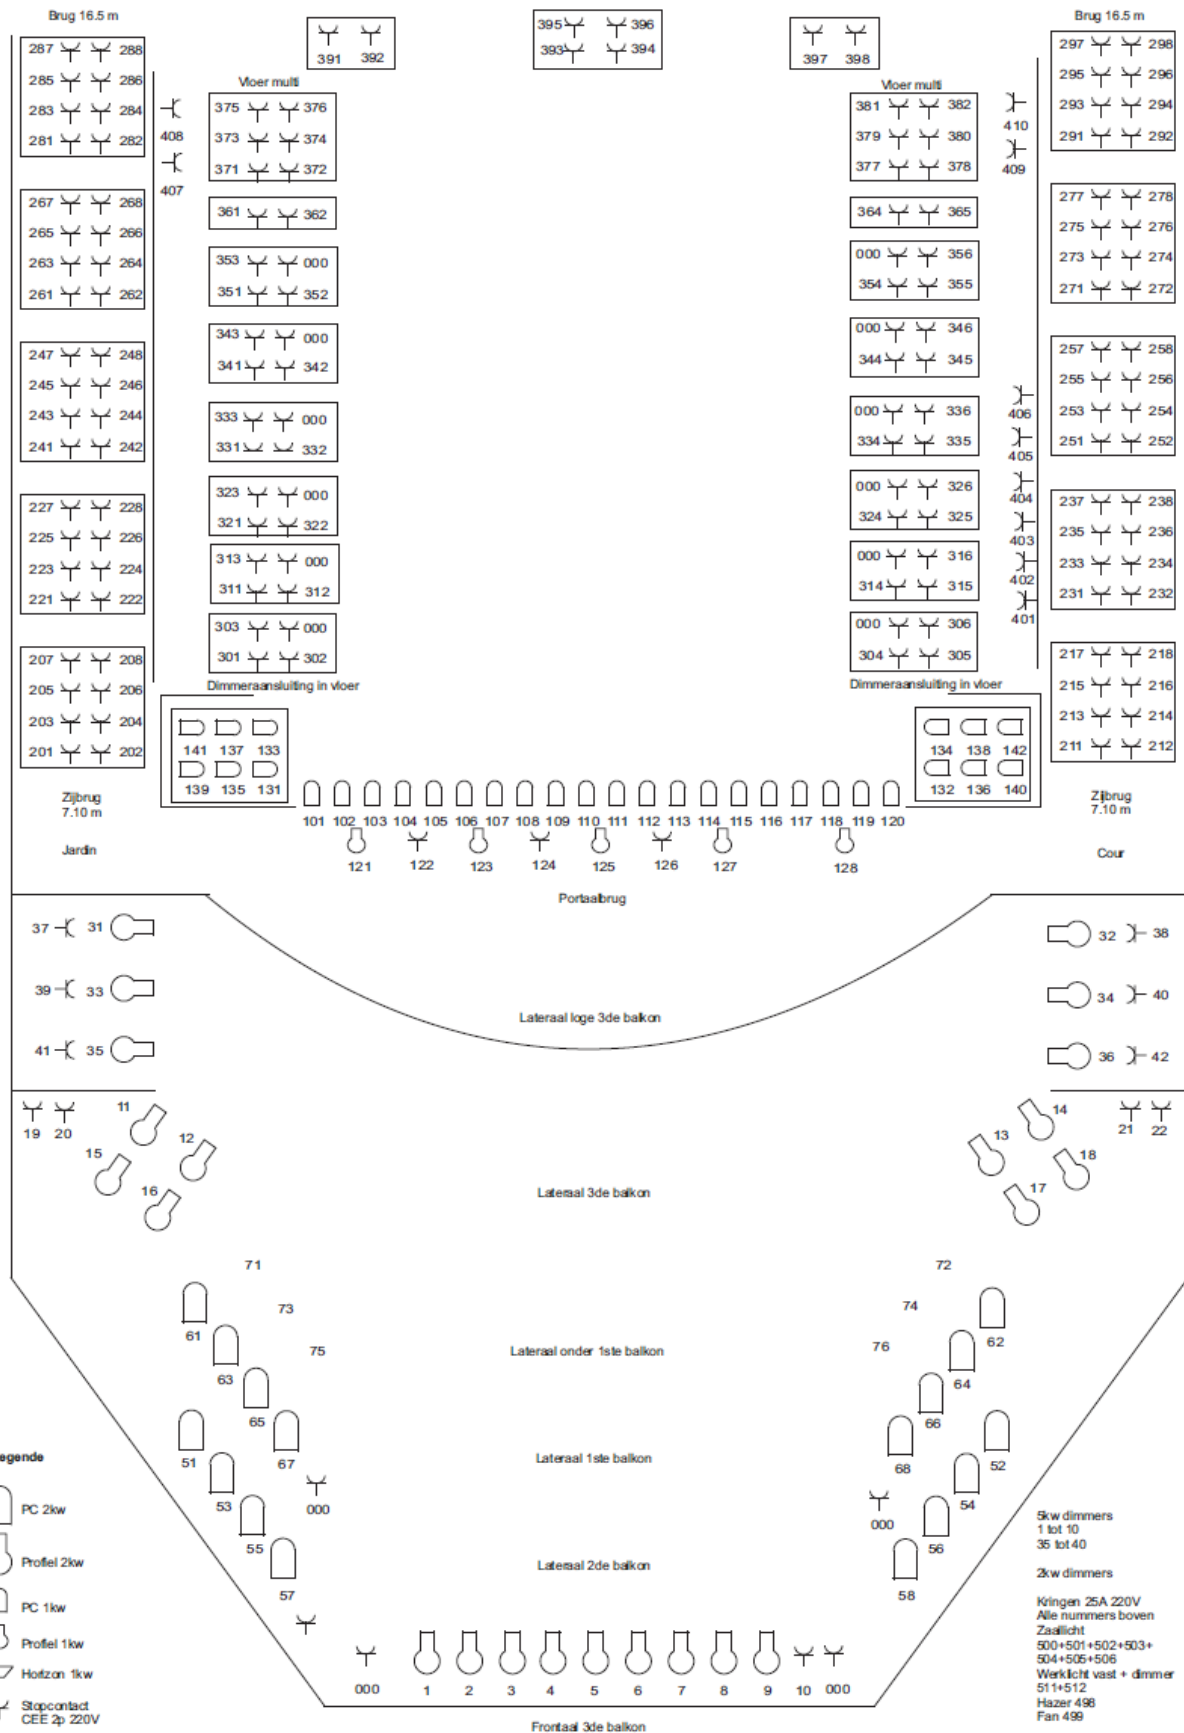 Brug 16.5 m
Brug 16.5 m
391 392
395 396
393 394
397 398
287 288
285 286
283 284
281 282
408
407
Vloer multi
375 376
373 374
371 372
361 362
353 000
351 352
343 000
341 342
333 000
331 332
323 000
321 322
313 000
311 312
303 000
301 302
Dimmeraansluiting in vloer
267 268
265 266
263 264
261 262
247 248
245 246
243 244
241 242
227 228
225 226
223 224
221 222
207 208
205 206
203 204
201 202
Zijbrug
7.10 m
Jardin
Vloer multi
381 382
379 380
377 378
364 365
000 356
354 355
000 346
344 345
000 336
334 335
000 326
324 325
000 316
314 315
000 306
304 305
Dimmeraansluiting in vloer
410
409
406
405
404
403
402
401
297 298
295 296
293 294
291 292
277 278
275 276
273 274
271 272
257 258
255 256
253 254
251 252
237 238
235 236
233 234
231 232
217 218
215 216
213 214
211 212
Zijbrug
7.10 m
Cour
141 137 133
139 135 131
134 138 142
132 136 140
101 102 103 104 105 106 107 108 109 110 111 112 113 114 115 116 117 118 119 120
121 122 123 124 125 126 127 128
Portaalbrug
37 31
39 33
41 35
32 38
34 40
36 42
Lateraal loge 3de balkon
19 20
11
12
15
16
14
13
18
17
21 22
Lateraal 3de balkon
71
73
75
72
74
76
61
63
65
67
62
64
66
68
Lateraal onder 1ste balkon
51
53
55
57
52
54
56
58
Lateraal 1ste balkon
000
000
Lateraal 2de balkon
000 1 2 3 4 5 6 7 8 9 10 000
Frontaal 3de balkon
egende
PC 2kw
Profiel 2kw
PC 1kw
Profiel 1kw
Horizon 1kw
Stopcontact
CEE 2p 220V
5kw dimmers
1 tot 10
35 tot 40
2kw dimmers
Kringen 25A 220V
Alle nummers boven
Zaallicht
500+501+502+503+
504+505+506
Werklicht vast + dimmer
511+512
Hazer 498
Fan 499